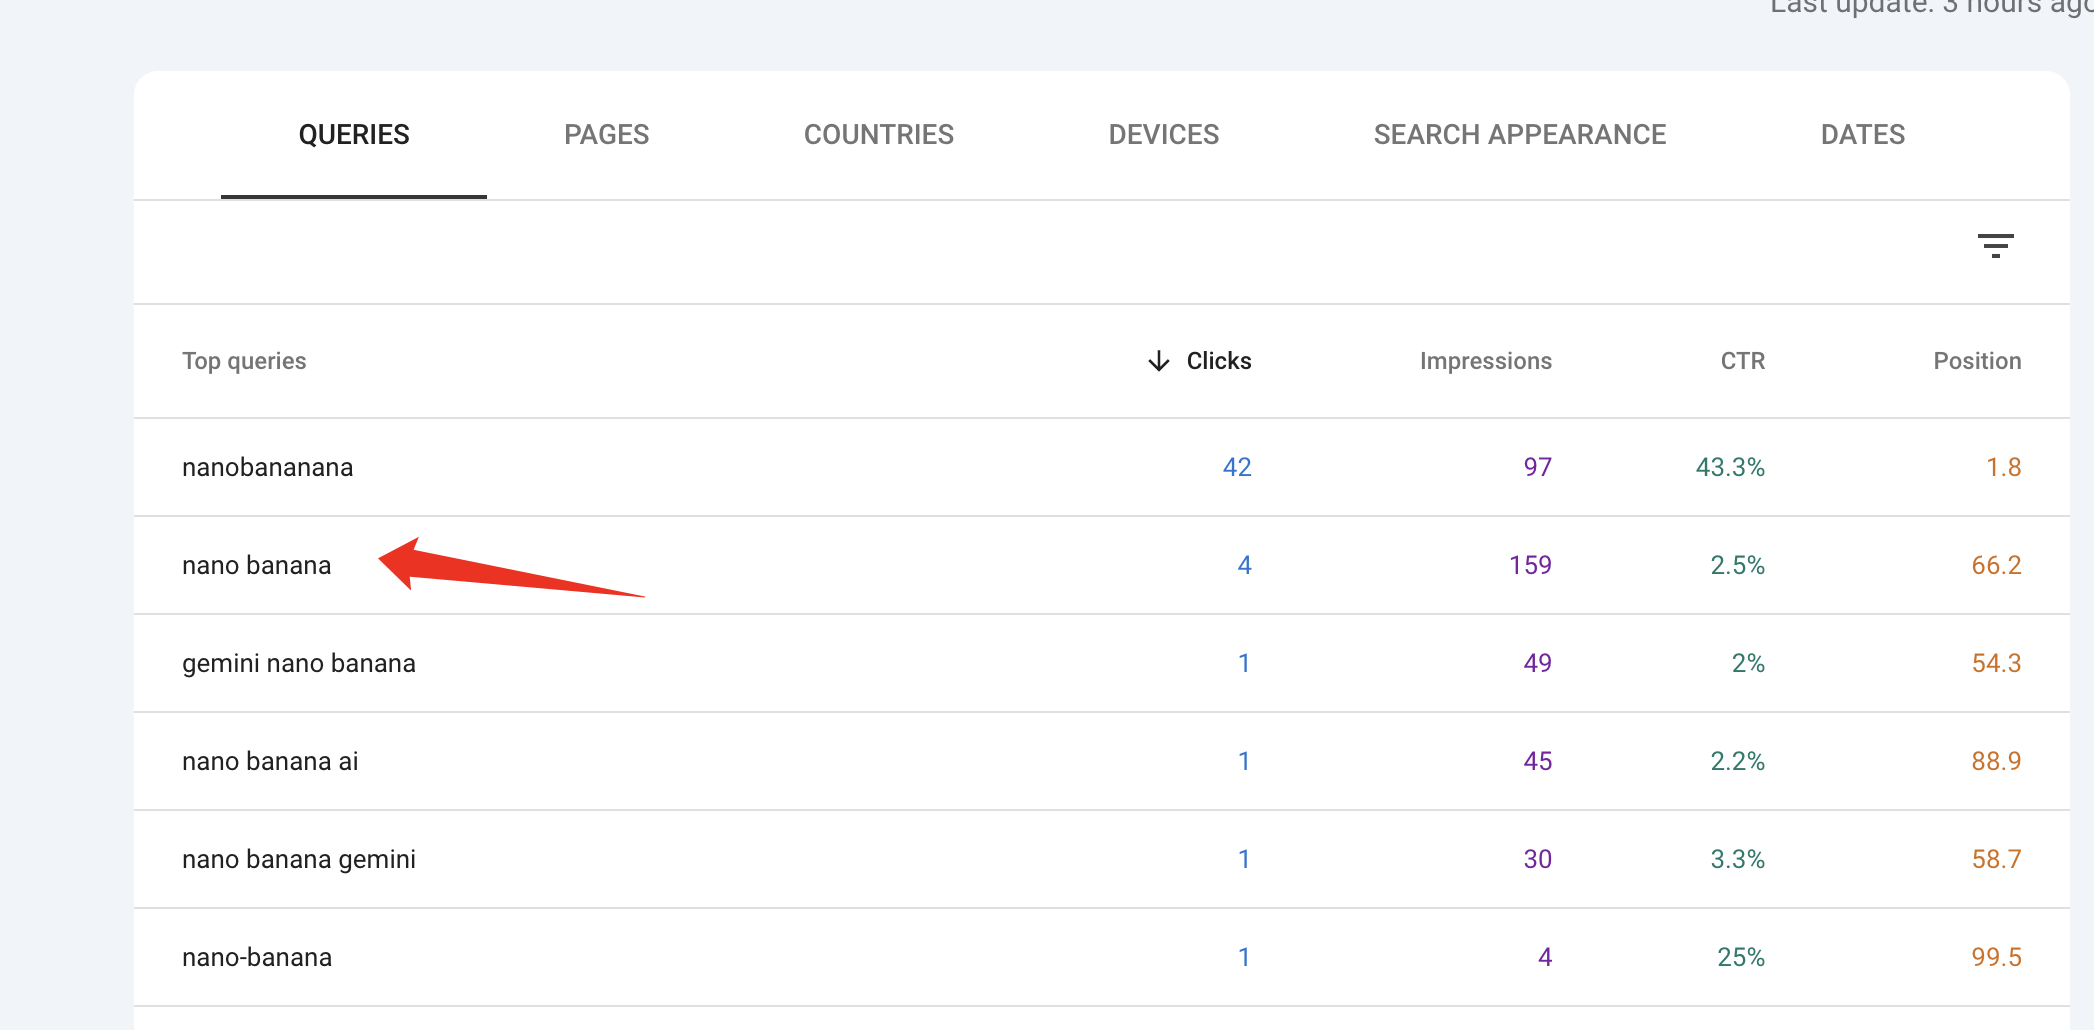 Last update: 3 hours ago
QUERIES PAGES COUNTRIES DEVICES SEARCH APPEARANCE DATES
Top queries Clicks Impressions CTR Position
nanobananana 42 97 43.3% 1.8
nano banana 4 159 2.5% 66.2
gemini nano banana 1 49 2% 54.3
nano banana ai 1 45 2.2% 88.9
nano banana gemini 1 30 3.3% 58.7
nano-banana 1 4 25% 99.5